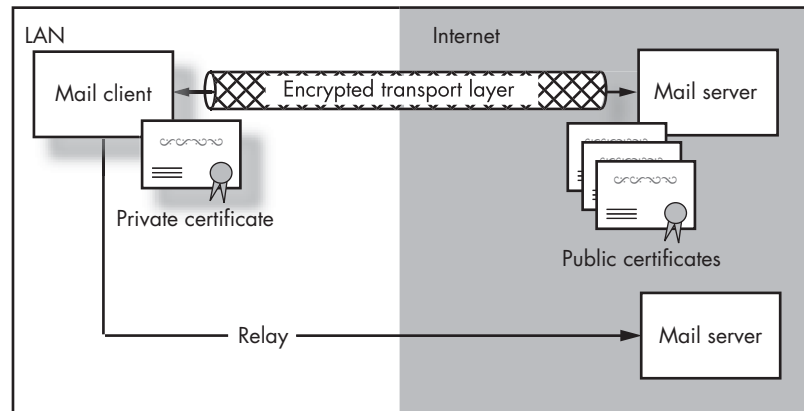 LAN
Internet
Mail client
Encrypted transport layer
Mail server
Private certificate
Public certificates
Relay
Mail server